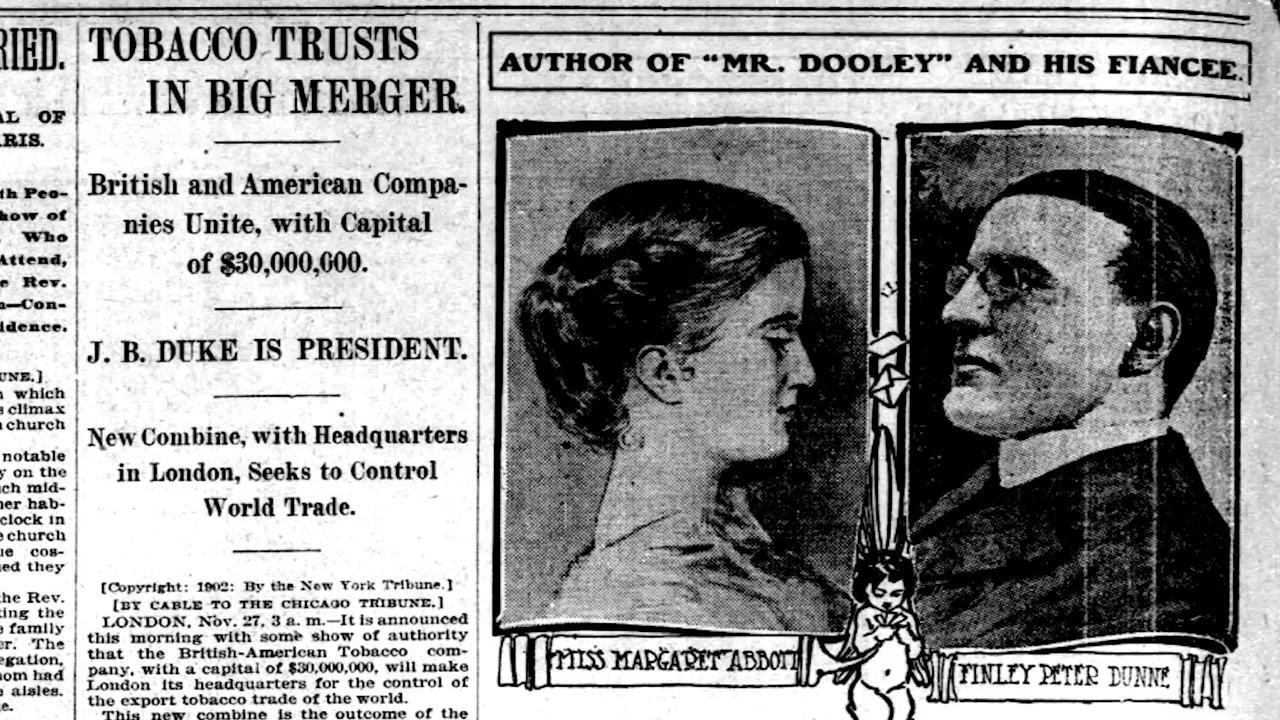 RIED.
AL OF
RIS.
th Peo-
how of
Who
Attend,
e Rev.
n—Con-
idence.
UNE.]
which
s climax
church
notable
y on the
ch mid-
her hab-
clock in
e church
ue cos-
ed they
the Rev.
ting the
family
er. The
egation,
om had
aisles.
e.
TOBACCO TRUSTS
IN BIG MERGER.
British and American Compa-
nies Unite, with Capital
of $30,000,000.
J. B. DUKE IS PRESIDENT.
New Combine, with Headquarters
in London, Seeks to Control
World Trade.
[Copyright: 1902: By the New York Tribune.]
[BY CABLE TO THE CHICAGO TRIBUNE.]
LONDON, Nov. 27, 3 a. m.—It is announced
this morning with some show of authority
that the British-American Tobacco com-
pany, with a capital of $30,000,000, will make
London its headquarters for the control of
the export tobacco trade of the world.
This new combine is the outcome of the
AUTHOR OF "MR. DOOLEY" AND HIS FIANCEE.
MISS MARGARET ABBOTT
FINLEY PETER DUNNE